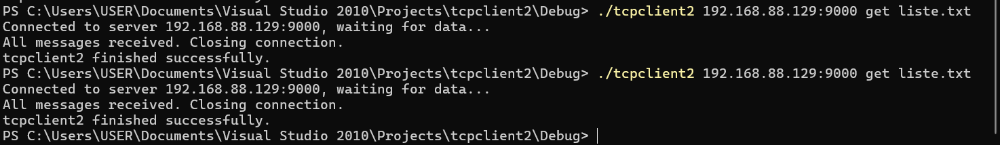 PS C:\Users\USER\Documents\Visual Studio 2010\Projects\tcpclient2\Debug> ./tcpclient2 192.168.88.129:9000 get liste.txt
Connected to server 192.168.88.129:9000, waiting for data...
All messages received. Closing connection.
tcpclient2 finished successfully.
PS C:\Users\USER\Documents\Visual Studio 2010\Projects\tcpclient2\Debug> ./tcpclient2 192.168.88.129:9000 get liste.txt
Connected to server 192.168.88.129:9000, waiting for data...
All messages received. Closing connection.
tcpclient2 finished successfully.
PS C:\Users\USER\Documents\Visual Studio 2010\Projects\tcpclient2\Debug>